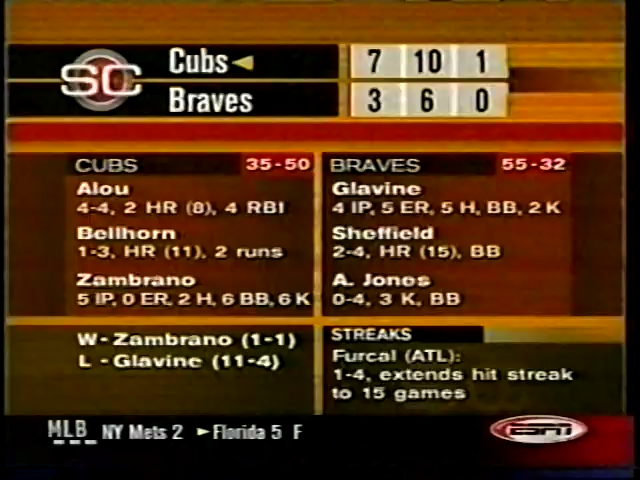 SC
Cubs ◄ 7 10 1
Braves 3 6 0
CUBS 35-50
Alou
4-4, 2 HR (8), 4 RBI
Bellhorn
1-3, HR (11), 2 runs
Zambrano
5 IP, 0 ER, 2 H, 6 BB, 6 K
W - Zambrano (1-1)
L - Glavine (11-4)
BRAVES 55-32
Glavine
4 IP, 5 ER, 5 H, BB, 2 K
Sheffield
2-4, HR (15), BB
A. Jones
0-4, 3 K, BB
STREAKS
Furcal (ATL):
1-4, extends hit streak
to 15 games
MLB NY Mets 2 ►Florida 5 F
ESPN